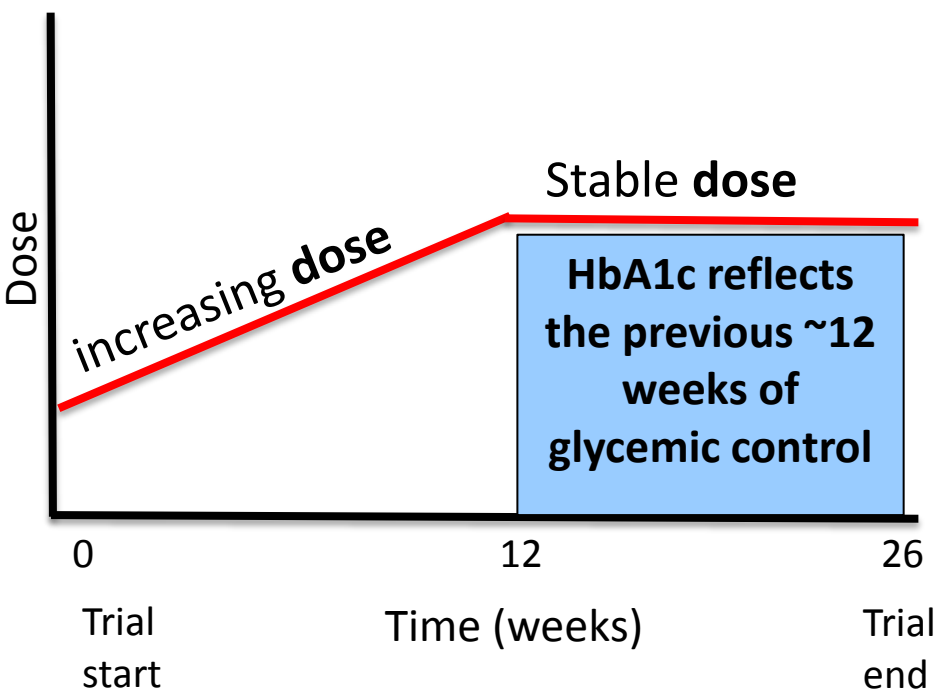 Dose
increasing dose
Stable dose
HbA1c reflects
the previous ~12
weeks of
glycemic control
0
12
26
Trial
start
Time (weeks)
Trial
end